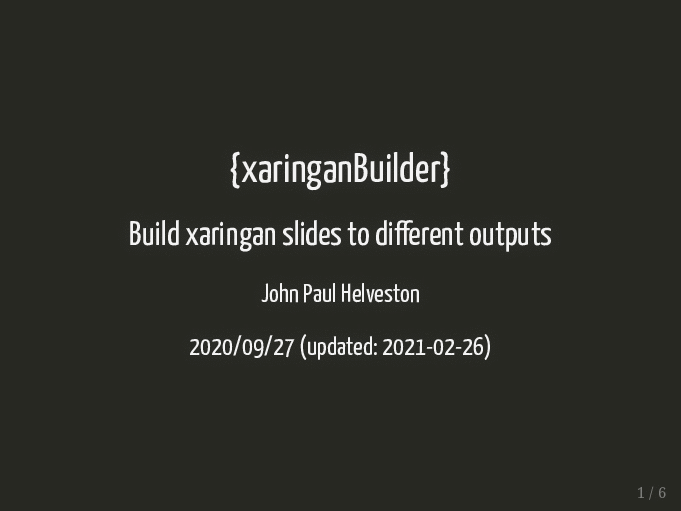 {xaringanBuilder}
Build xaringan slides to different outputs
John Paul Helveston
2020/09/27 (updated: 2021-02-26)
1 / 6